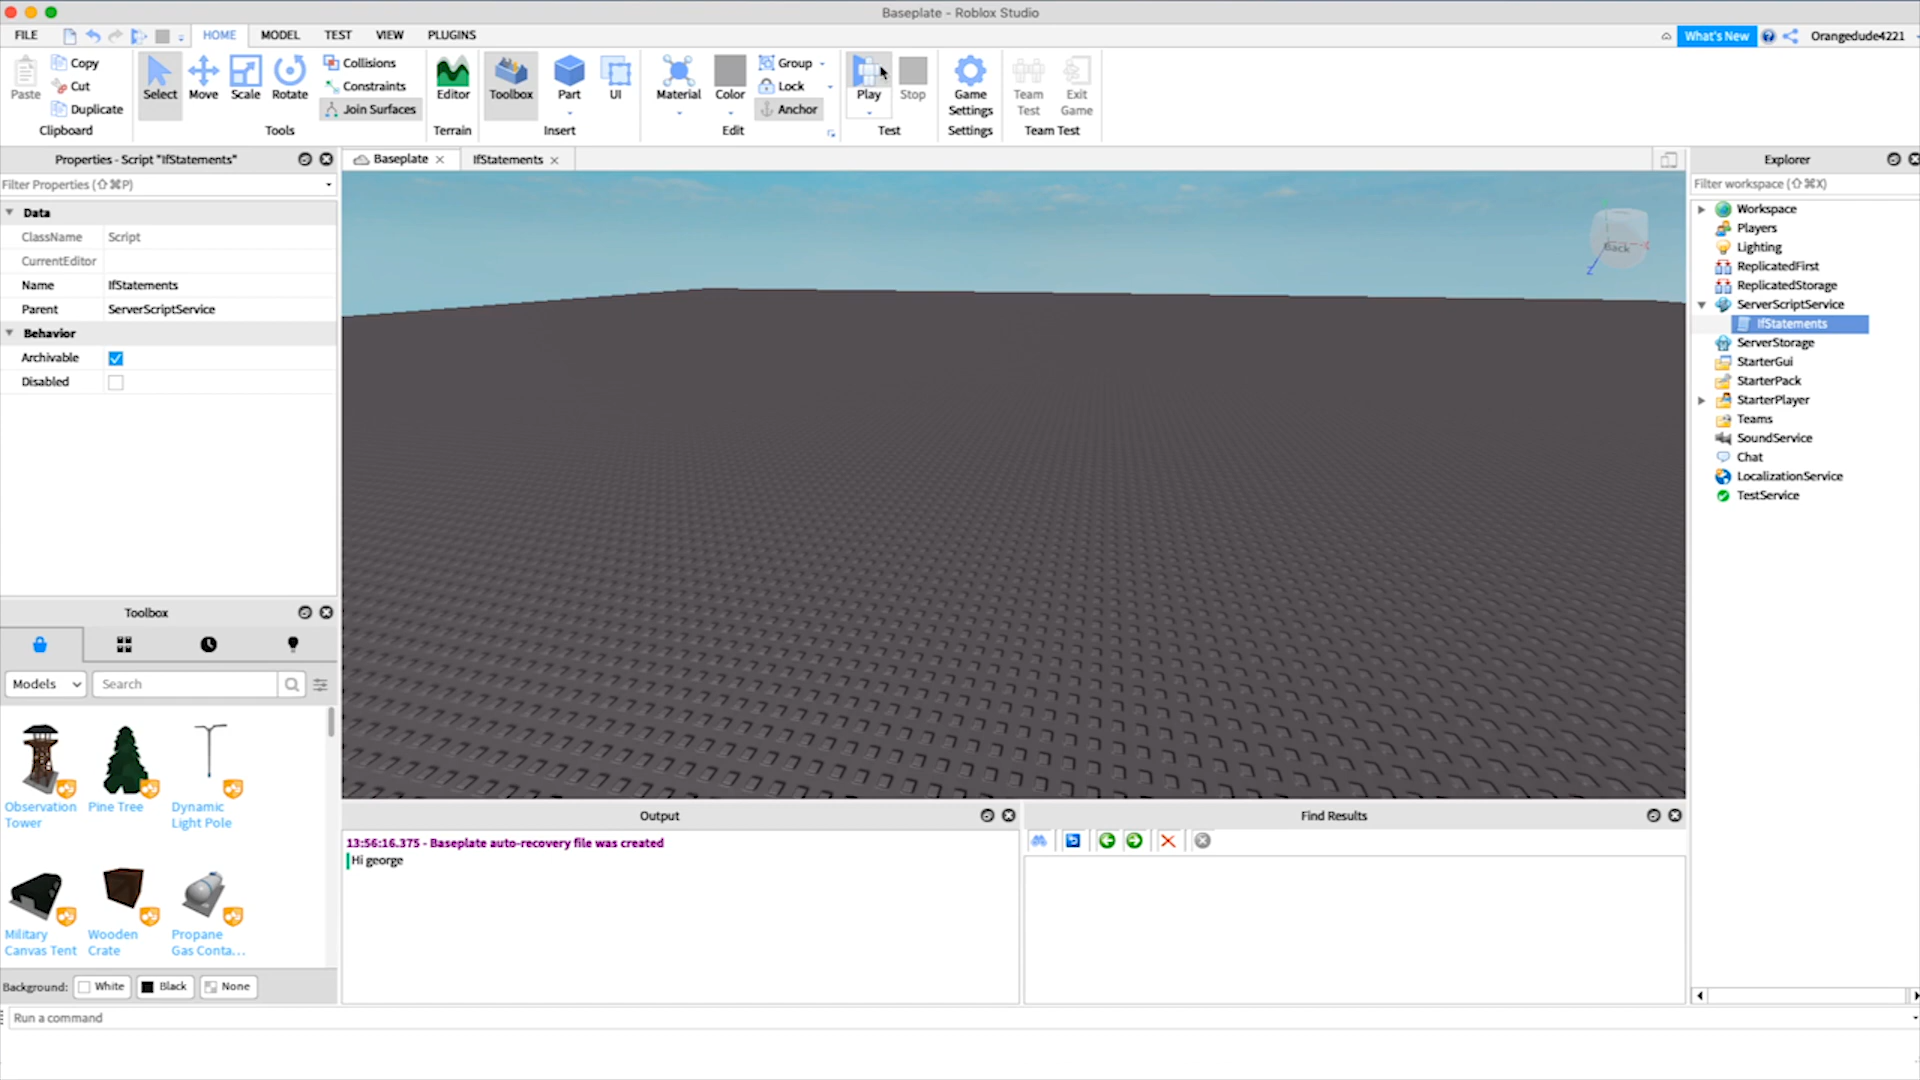 Baseplate - Roblox Studio
FILE HOME MODEL TEST VIEW PLUGINS What's New Orangedude4221
Paste Copy Cut Duplicate
Clipboard
Select Move Scale Rotate Collisions Constraints Join Surfaces
Tools
Editor
Terrain
Toolbox Part UI
Insert
Material Color Group Lock Anchor
Edit
Play Stop
Test
Game Settings
Settings
Team Test Exit Game
Team Test
Properties - Script "IfStatements"
Filter Properties (⇧⌘P)
Data
ClassName Script
CurrentEditor
Name IfStatements
Parent ServerScriptService
Behavior
Archivable
Disabled
Toolbox
Models Search
Observation Tower
Pine Tree
Dynamic Light Pole
Military Canvas Tent
Wooden Crate
Propane Gas Conta...
Background: White Black None
Run a command
Baseplate IfStatements
Back
Z
Output
13:56:16.375 - Baseplate auto-recovery file was created
Hi george
Find Results
Explorer
Filter workspace (⇧⌘X)
Workspace
Players
Lighting
ReplicatedFirst
ReplicatedStorage
ServerScriptService
IfStatements
ServerStorage
StarterGui
StarterPack
StarterPlayer
Teams
SoundService
Chat
LocalizationService
TestService